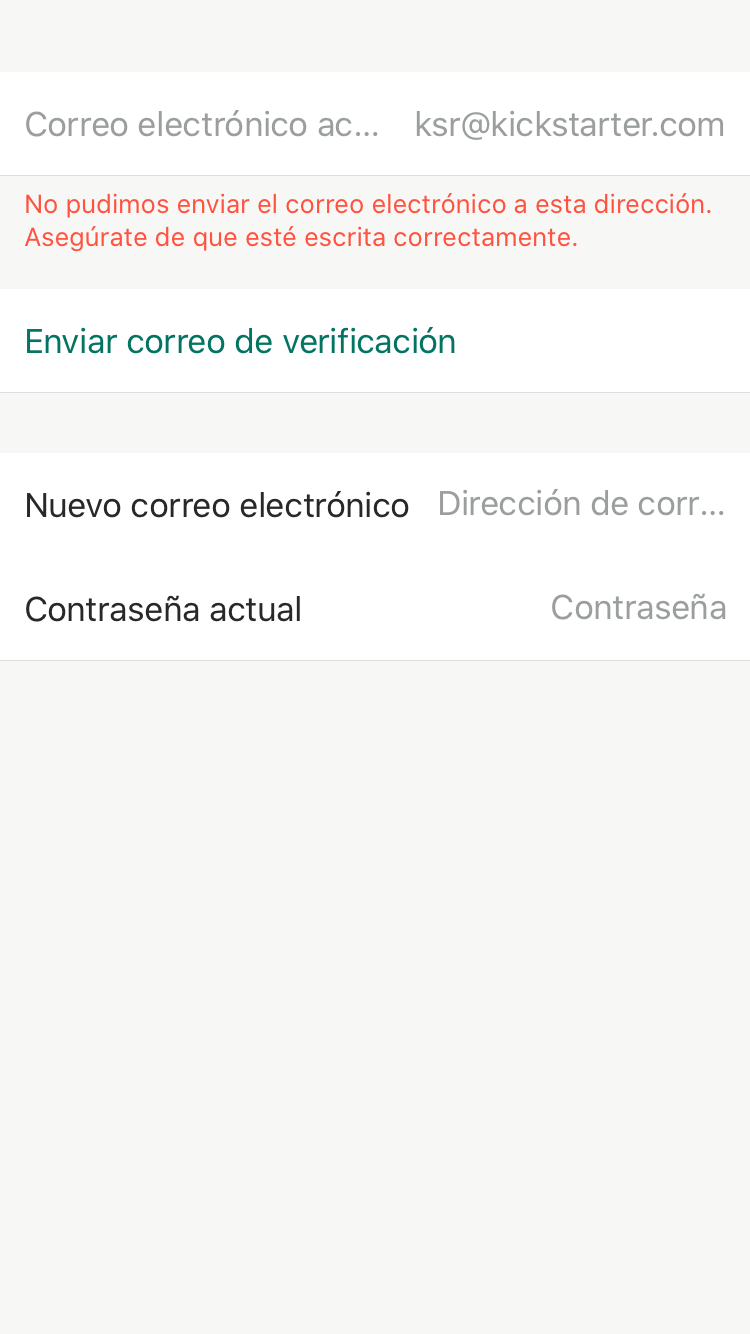 Correo electrónico ac... ksr@kickstarter.com
No pudimos enviar el correo electrónico a esta dirección.
Asegúrate de que esté escrita correctamente.
Enviar correo de verificación
Nuevo correo electrónico Dirección de corr...
Contraseña actual Contraseña